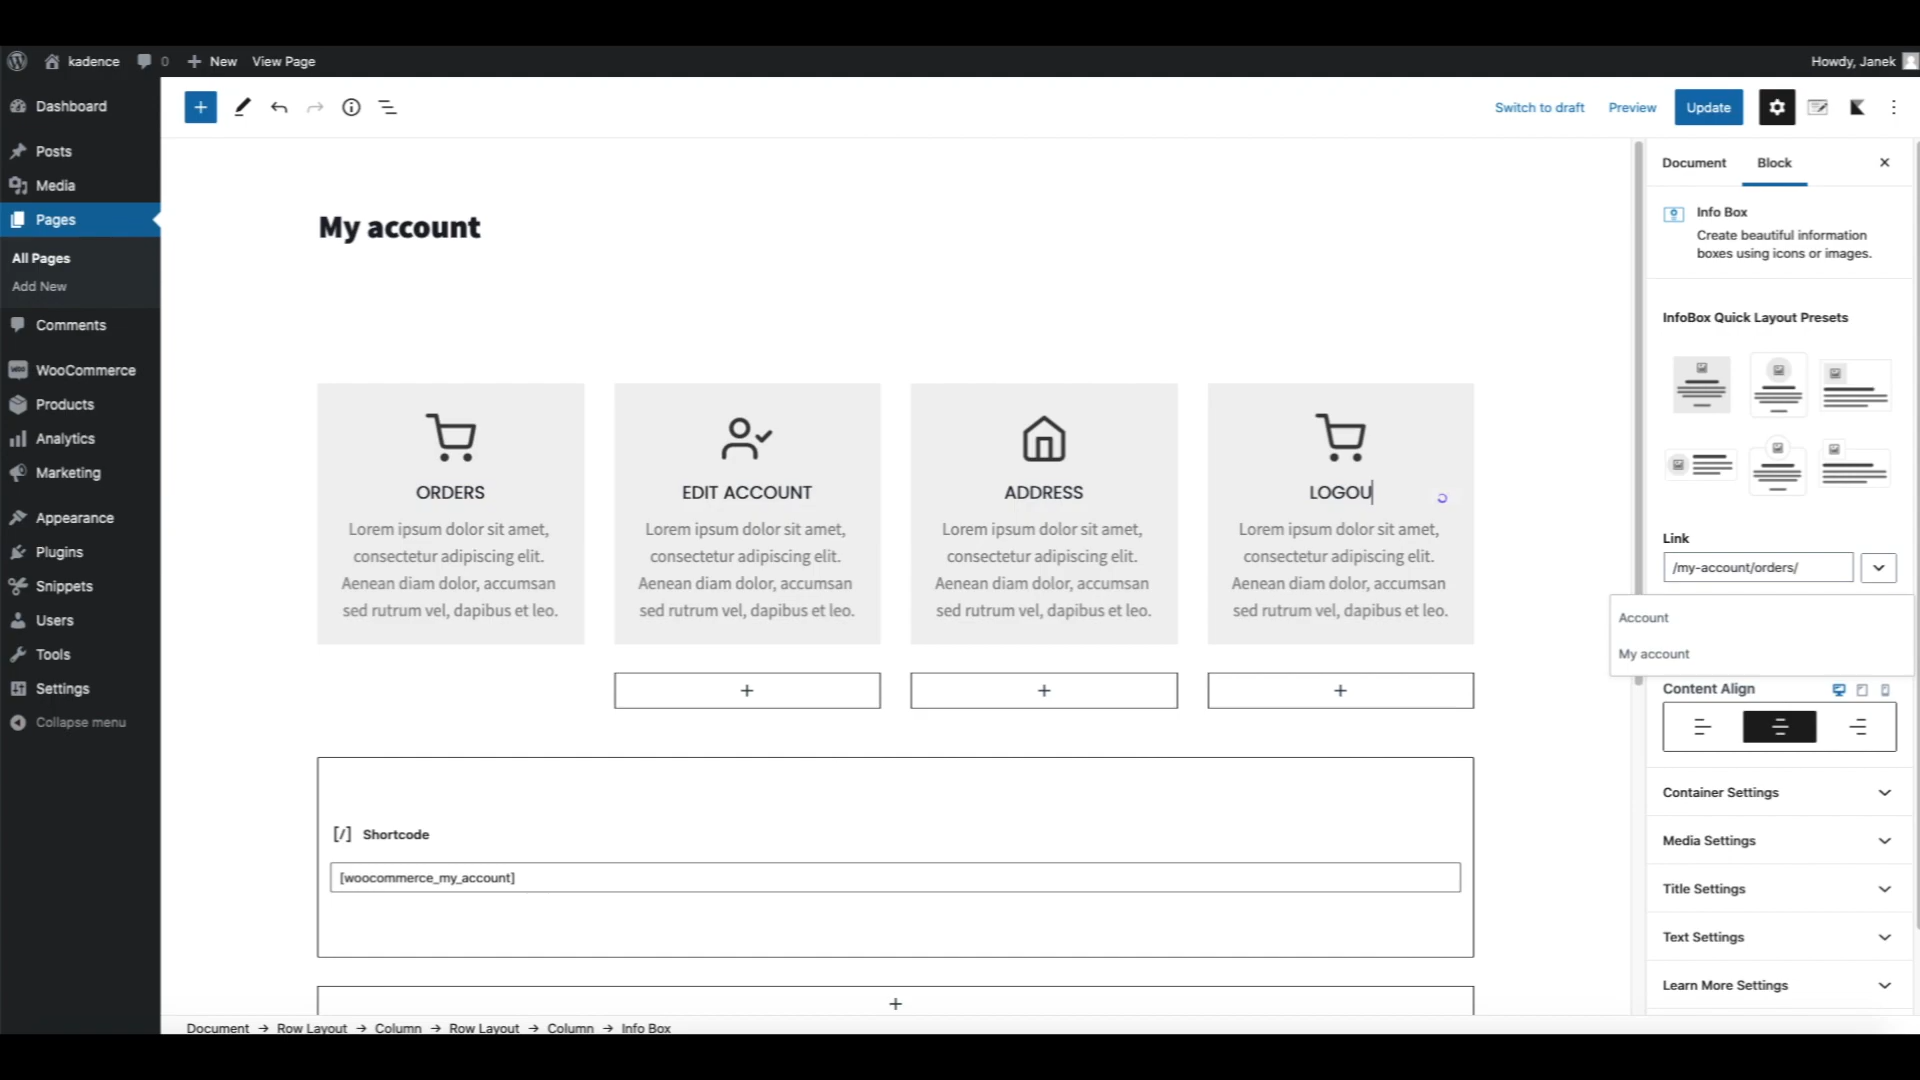 kadence
0
New
View Page
Howdy, Janek
Dashboard
Posts
Media
Pages
All Pages
Add New
Comments
WooCommerce
Products
Analytics
Marketing
Appearance
Plugins
Snippets
Users
Tools
Settings
Collapse menu
Switch to draft
Preview
Update
My account
ORDERS
Lorem ipsum dolor sit amet,
consectetur adipiscing elit.
Aenean diam dolor, accumsan
sed rutrum vel, dapibus et leo.
EDIT ACCOUNT
Lorem ipsum dolor sit amet,
consectetur adipiscing elit.
Aenean diam dolor, accumsan
sed rutrum vel, dapibus et leo.
ADDRESS
Lorem ipsum dolor sit amet,
consectetur adipiscing elit.
Aenean diam dolor, accumsan
sed rutrum vel, dapibus et leo.
LOGOU
Lorem ipsum dolor sit amet,
consectetur adipiscing elit.
Aenean diam dolor, accumsan
sed rutrum vel, dapibus et leo.
[/] Shortcode
[woocommerce_my_account]
Document → Row Layout → Column → Row Layout → Column → Info Box
Document
Block
Info Box
Create beautiful information
boxes using icons or images.
InfoBox Quick Layout Presets
Link
/my-account/orders/
Account
My account
Content Align
Container Settings
Media Settings
Title Settings
Text Settings
Learn More Settings